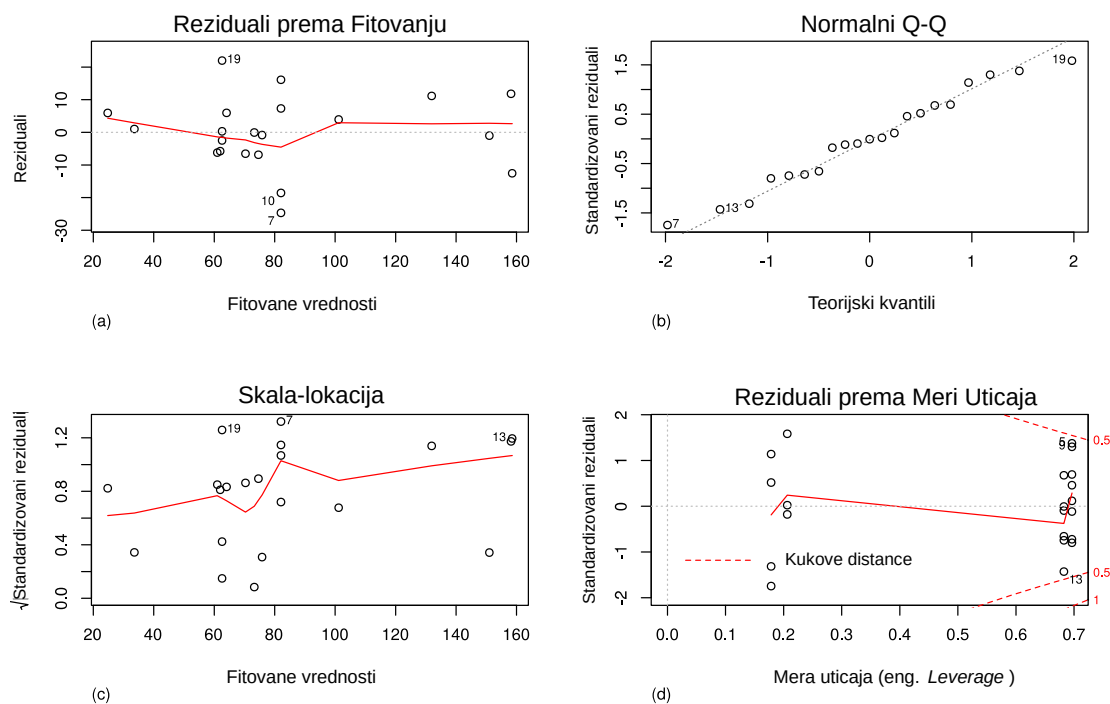 Reziduali prema Fitovanju
Reziduali
10
0
-10
-30
19
10
7
20 40 60 80 100 120 140 160
Fitovane vrednosti
(a)
Normalni Q-Q
Standardizovani reziduali
1.5
0.5
-0.5
-1.5
19
13
7
-2 -1 0 1 2
Teorijski kvantili
(b)
Skala-lokacija
√|Standardizovani reziduali|
1.2
0.8
0.4
0.0
19
7
13
20 40 60 80 100 120 140 160
Fitovane vrednosti
(c)
Reziduali prema Meri Uticaja
Standardizovani reziduali
2
1
0
-1
-2
5
9
13
0.5
0.5
1
Kukove distance
0.0 0.1 0.2 0.3 0.4 0.5 0.6 0.7
Mera uticaja (eng. Leverage )
(d)